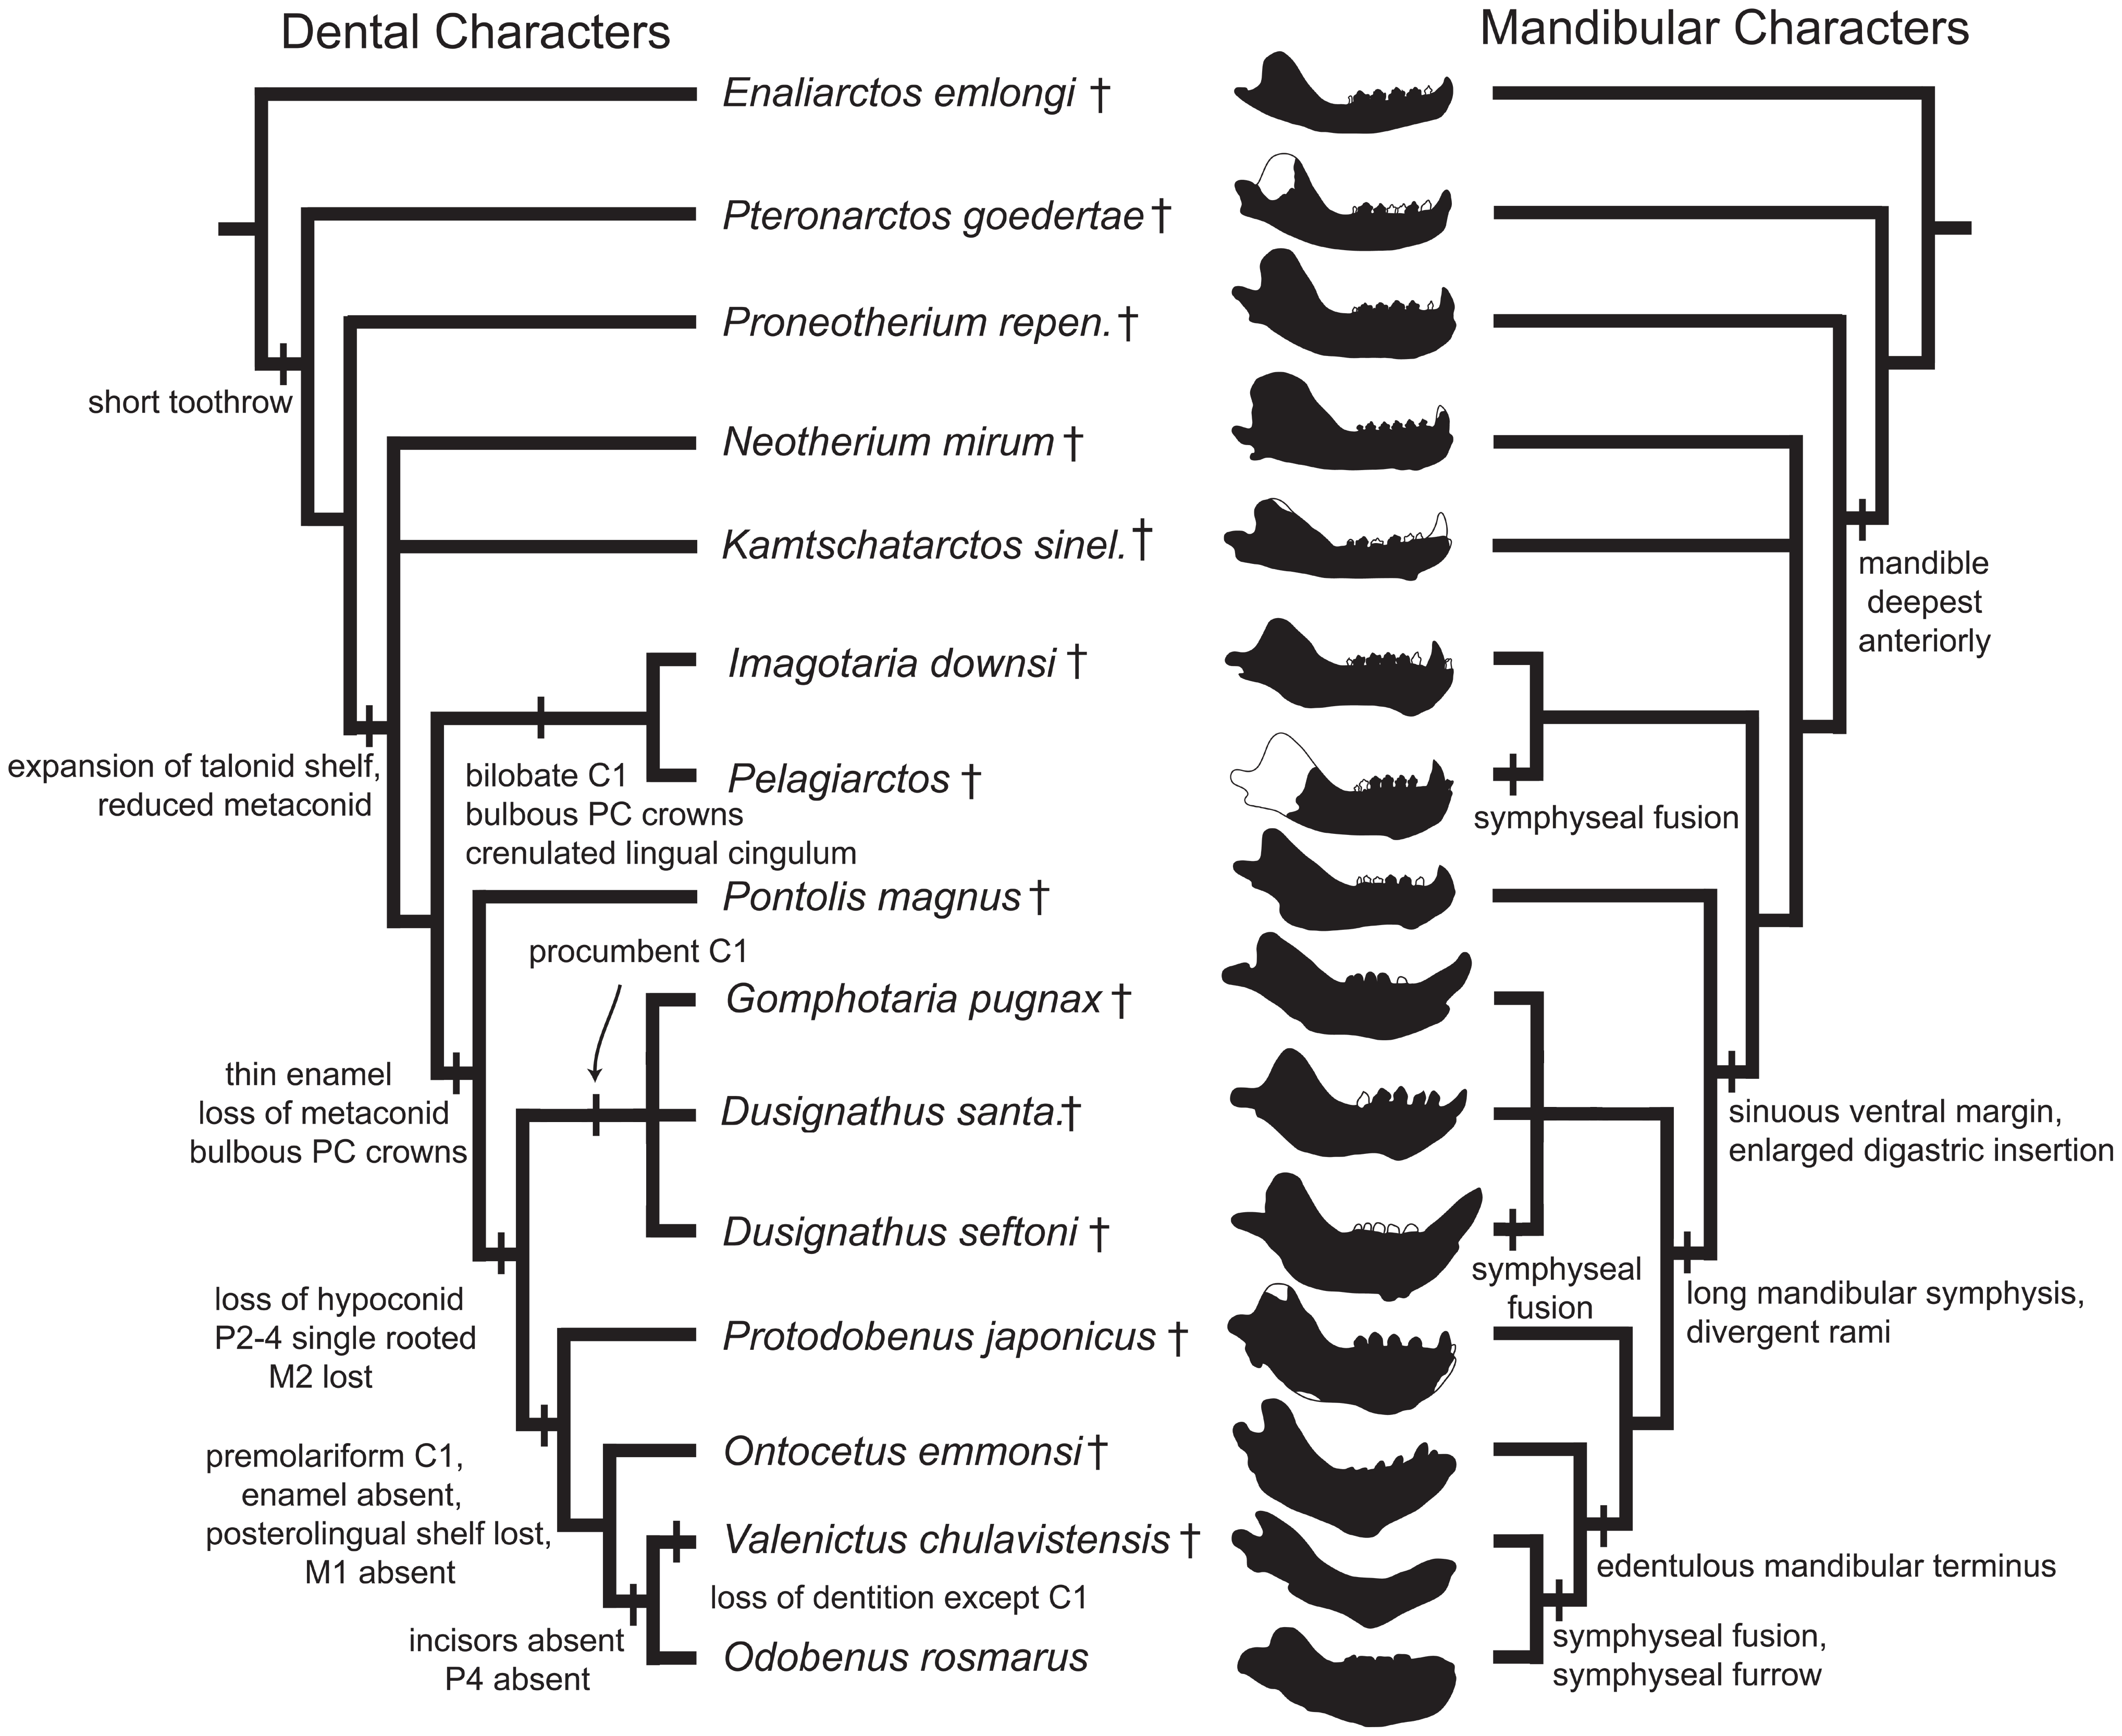 Dental Characters
Mandibular Characters
Enaliarctos emlongi †
Pteronarctos goedertae †
Proneotherium repen. †
short toothrow
Neotherium mirum †
Kamtschatarctos sinel. †
mandible
deepest
anteriorly
Imagotaria downsi †
expansion of talonid shelf,
reduced metaconid
bilobate C1
bulbous PC crowns
crenulated lingual cingulum
Pelagiarctos †
symphyseal fusion
Pontolis magnus †
procumbent C1
Gomphotaria pugnax †
thin enamel
loss of metaconid
bulbous PC crowns
Dusignathus santa.†
sinuous ventral margin,
enlarged digastric insertion
Dusignathus seftoni †
symphyseal
fusion
long mandibular symphysis,
divergent rami
loss of hypoconid
P2-4 single rooted
M2 lost
Protodobenus japonicus †
Ontocetus emmonsi †
premolariform C1,
enamel absent,
posterolingual shelf lost,
M1 absent
Valenictus chulavistensis †
loss of dentition except C1
edentulous mandibular terminus
incisors absent
P4 absent
Odobenus rosmarus
symphyseal fusion,
symphyseal furrow